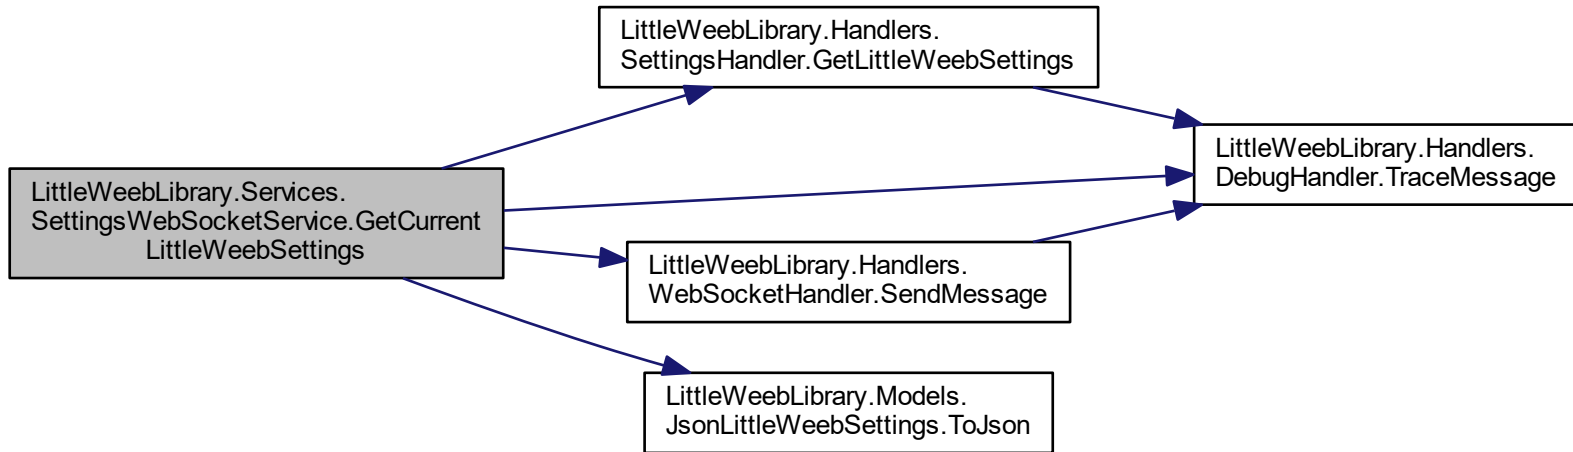 LittleWeebLibrary.Handlers.
SettingsHandler.GetLittleWeebSettings
LittleWeebLibrary.Handlers.
DebugHandler.TraceMessage
LittleWeebLibrary.Services.
SettingsWebSocketService.GetCurrent
LittleWeebSettings
LittleWeebLibrary.Handlers.
WebSocketHandler.SendMessage
LittleWeebLibrary.Models.
JsonLittleWeebSettings.ToJson